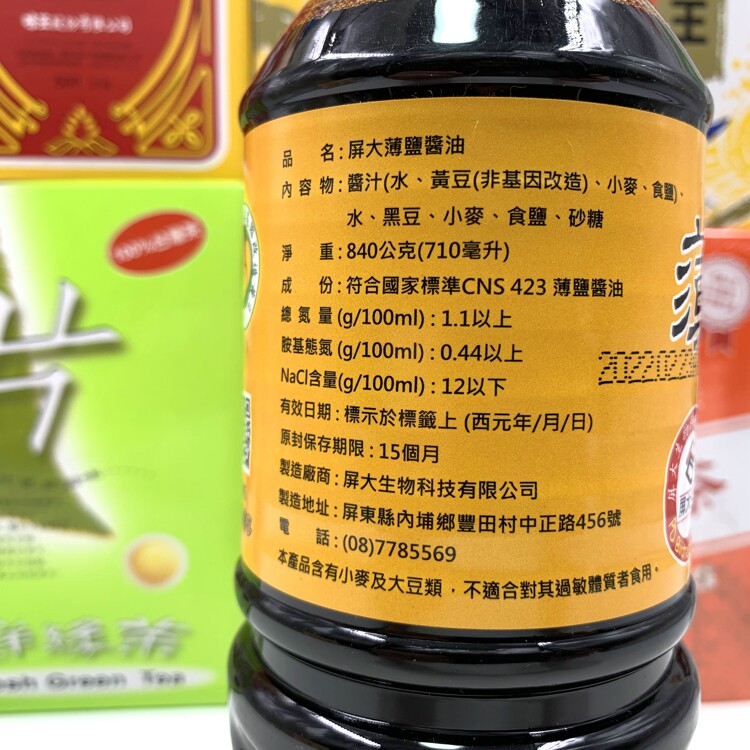 品　　名:屏大薄鹽醬油
內 容 物:醬汁(水、黃豆(非基因改造)、小麥、食鹽)、
水、黑豆、小麥、食鹽、砂糖
淨　　重:840公克(710毫升)
成　　份:符合國家標準CNS 423 薄鹽醬油
總 氮 量 (g/100ml) : 1.1以上
胺基態氮 (g/100ml) : 0.44以上
NaCl含量(g/100ml) : 12以下
有效日期:標示於標籤上 (西元年/月/日)
原封保存期限:15個月
製造廠商:屏大生物科技有限公司
製造地址:屏東縣內埔鄉豐田村中正路456號
電　　話:(08)7785569
本產品含有小麥及大豆類，不適合對其過敏體質者食用。
薄
王
片
綠茶
Green Tea